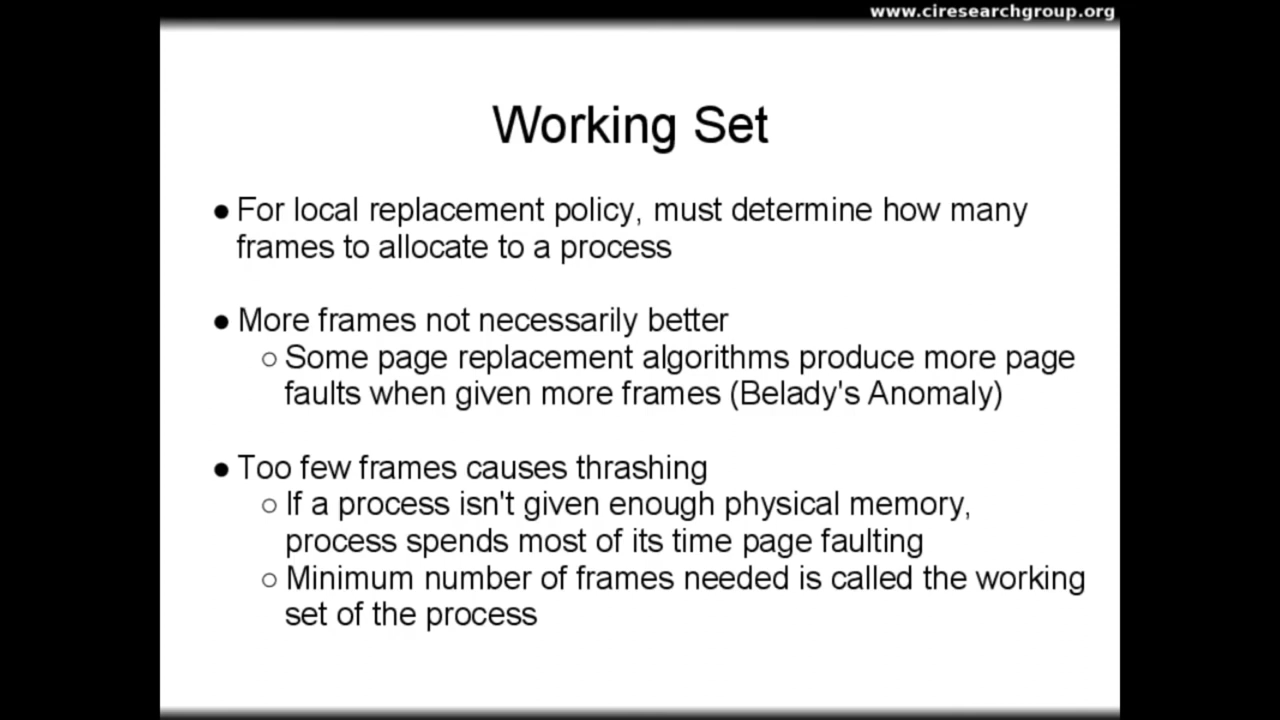 www.ciresearchgroup.org
Working Set
● For local replacement policy, must determine how many
frames to allocate to a process
● More frames not necessarily better
○ Some page replacement algorithms produce more page
faults when given more frames (Belady's Anomaly)
● Too few frames causes thrashing
○ If a process isn't given enough physical memory,
process spends most of its time page faulting
○ Minimum number of frames needed is called the working
set of the process